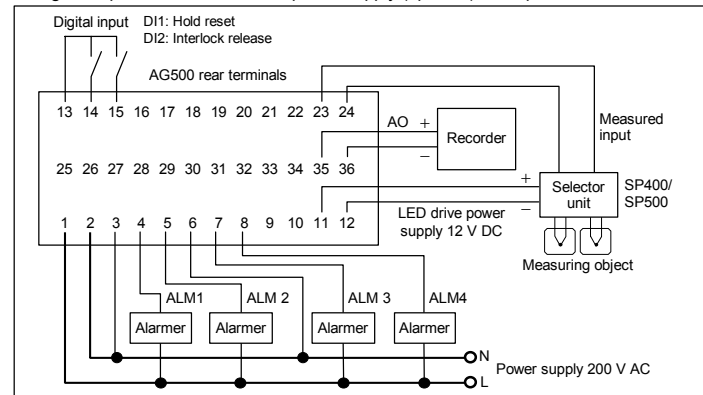 Digital input DI1: Hold reset
DI2: Interlock release
AG500 rear terminals
13 14 15 16 17 18 19 20 21 22 23 24
AO + Recorder
−
Measured
input
25 26 27 28 29 30 31 32 33 34 35 36
+
Selector
unit
−
SP400/
SP500
LED drive power
supply 12 V DC
1 2 3 4 5 6 7 8 9 10 11 12
Measuring object
ALM1 ALM 2 ALM 3 ALM4
Alarmer Alarmer Alarmer Alarmer
N
Power supply 200 V AC
L